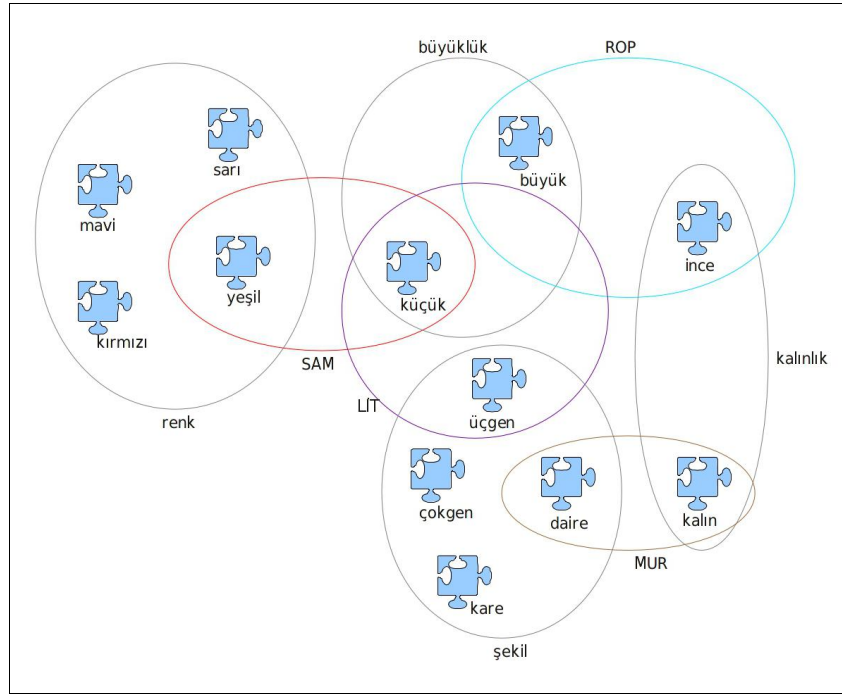 büyüklük
ROP
sarı
büyük
mavi
ince
yeşil
küçük
kırmızı
SAM
kalınlık
LİT
renk
üçgen
çokgen
daire
kalın
MUR
kare
şekil